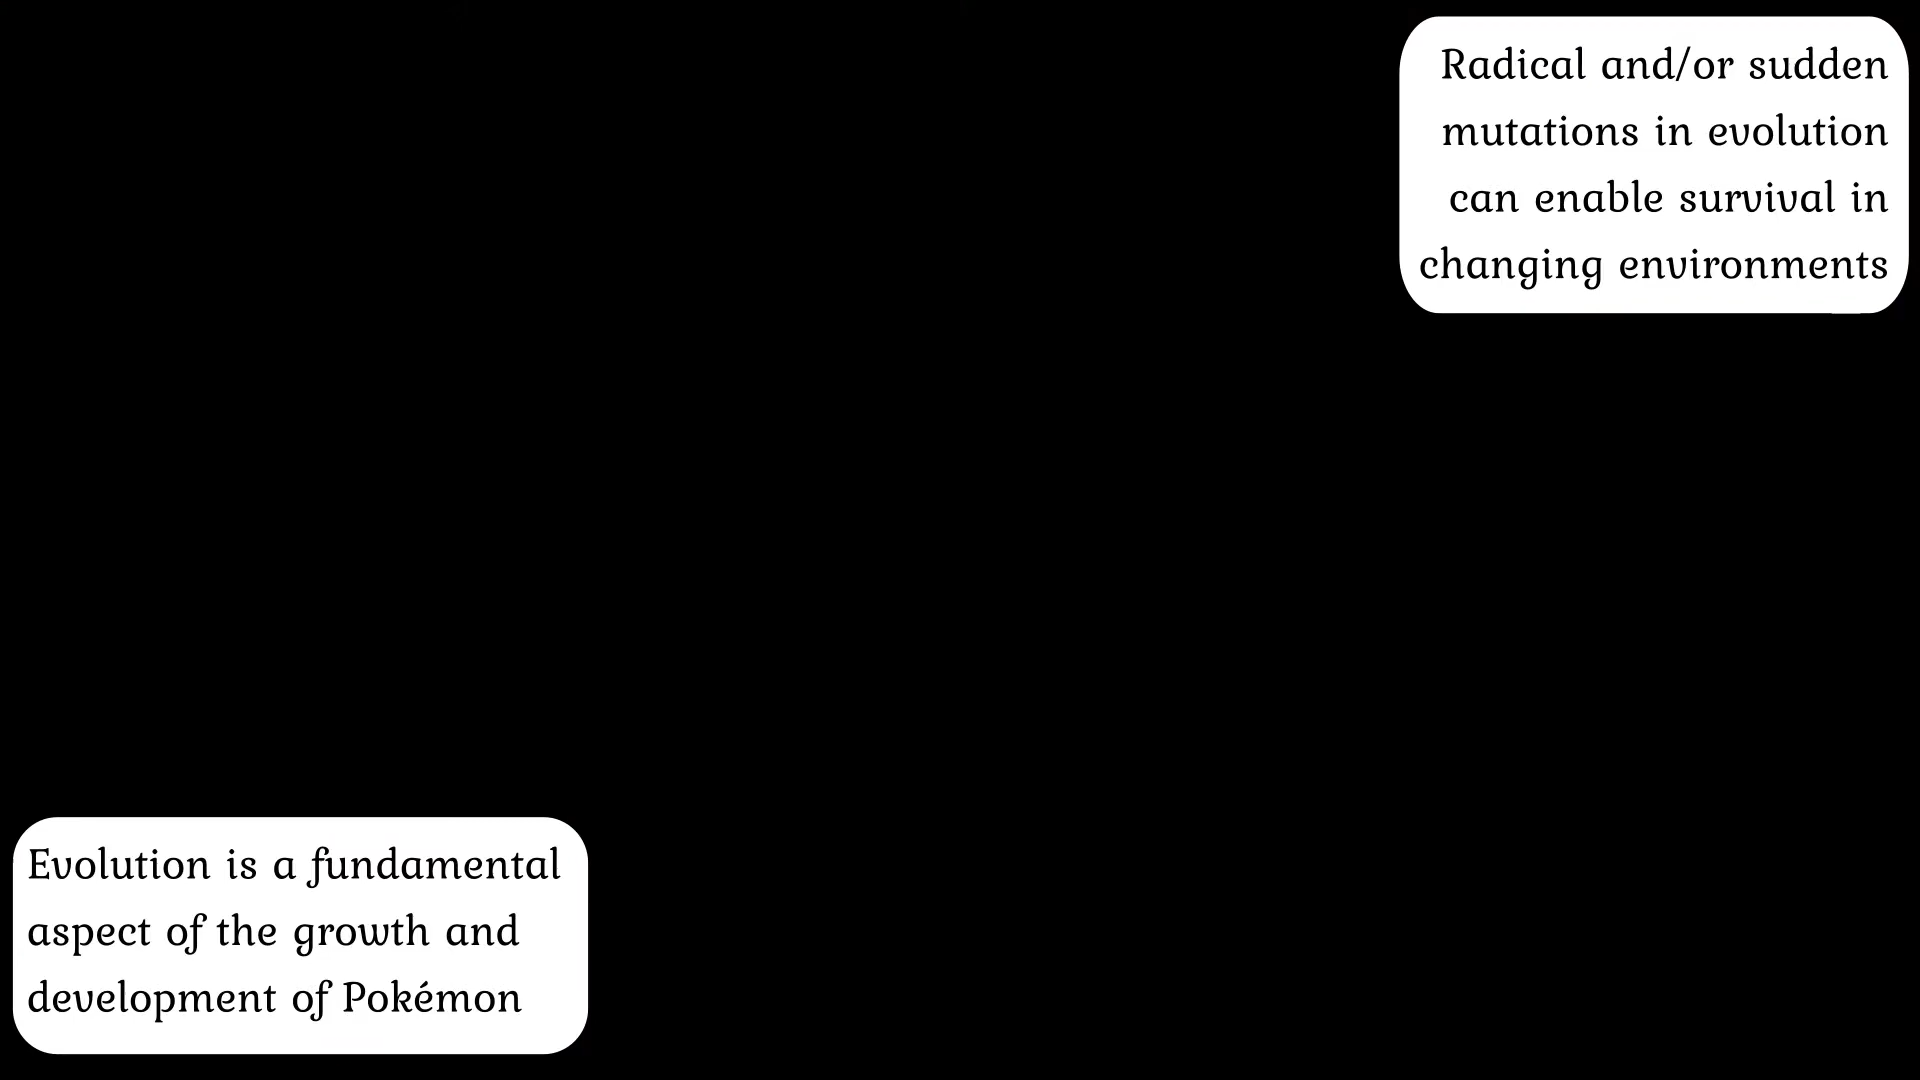 Radical and/or sudden
mutations in evolution
can enable survival in
changing environments
Evolution is a fundamental
aspect of the growth and
development of Pokémon